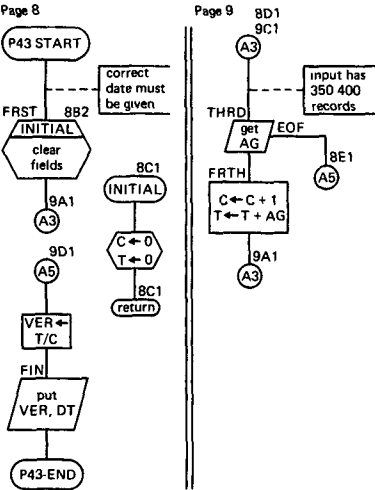 Page 8
P43 START
correct
date must
be given
FRST 8B2
INITIAL
clear
fields
9A1
A3
8C1
INITIAL
C ← 0
T ← 0
8C1
return
9D1
A5
VER ←
T/C
FIN
put
VER, DT
P43-END
Page 9
8D1
9C1
A3
input has
350 400
records
THRD
get
AG
EOF
8E1
A5
FRTH
C ← C + 1
T ← T + AG
9A1
A3